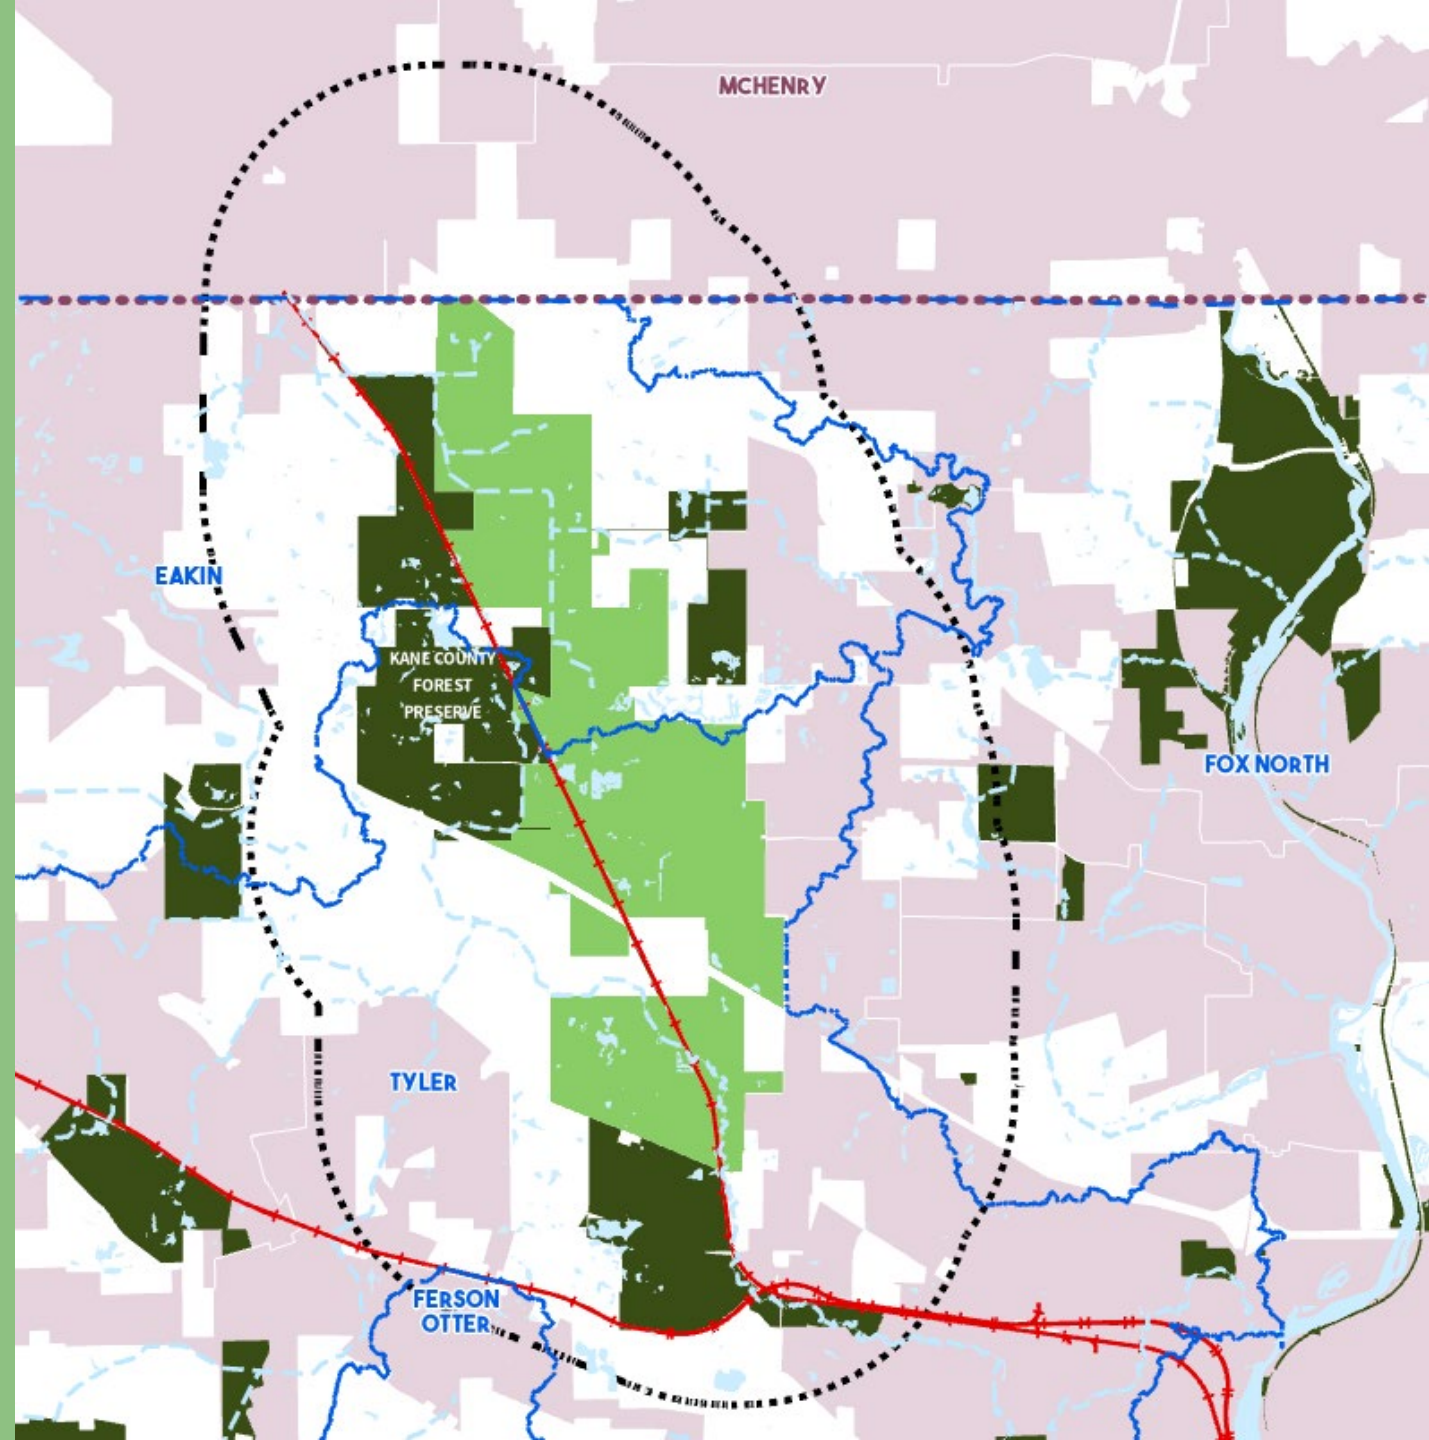 MCHENRY
EAKIN
KANE COUNTY
FOREST
PRESERVE
FOX NORTH
TYLER
FERSON
OTTER